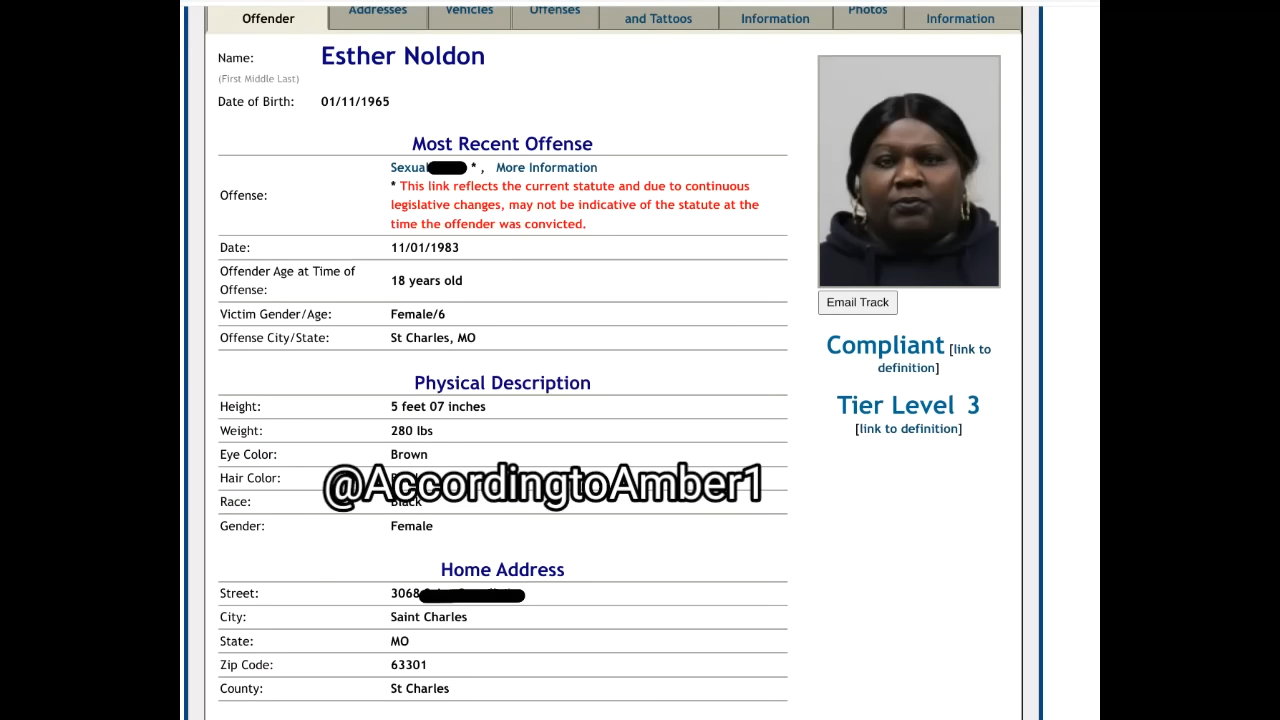 Offender
Addresses
Vehicles
Offenses
and Tattoos
Information
Photos
Information
Name:
Esther Noldon
(First Middle Last)
Date of Birth:
01/11/1965
Most Recent Offense
Offense:
Sexual * , More Information
* This link reflects the current statute and due to continuous
legislative changes, may not be indicative of the statute at the
time the offender was convicted.
Date:
11/01/1983
Offender Age at Time of
Offense:
18 years old
Victim Gender/Age:
Female/6
Offense City/State:
St Charles, MO
Email Track
Compliant [link to
definition]
Tier Level 3
[link to definition]
Physical Description
Height:
5 feet 07 inches
Weight:
280 lbs
Eye Color:
Brown
Hair Color:
@AccordingtoAmber1
Race:
Black
Gender:
Female
Home Address
Street:
3068
City:
Saint Charles
State:
MO
Zip Code:
63301
County:
St Charles